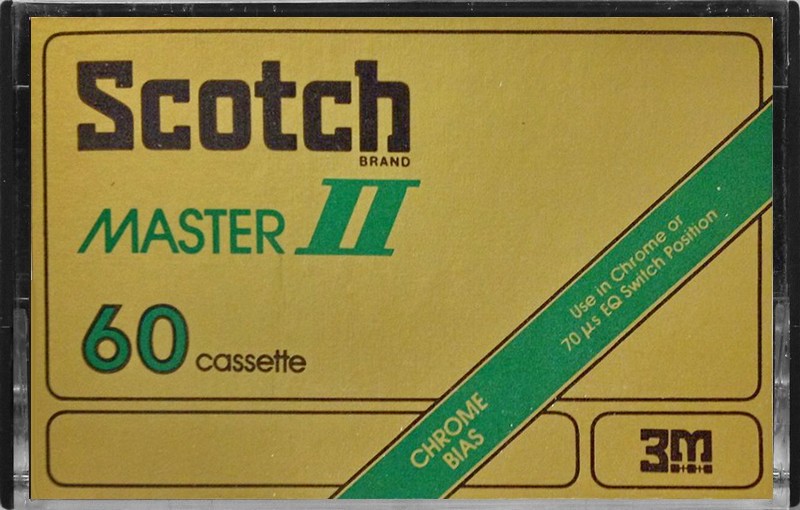 Scotch
BRAND
MASTER II
60 cassette
Use in Chrome or
70 µs EQ Switch Position
CHROME
BIAS
3M